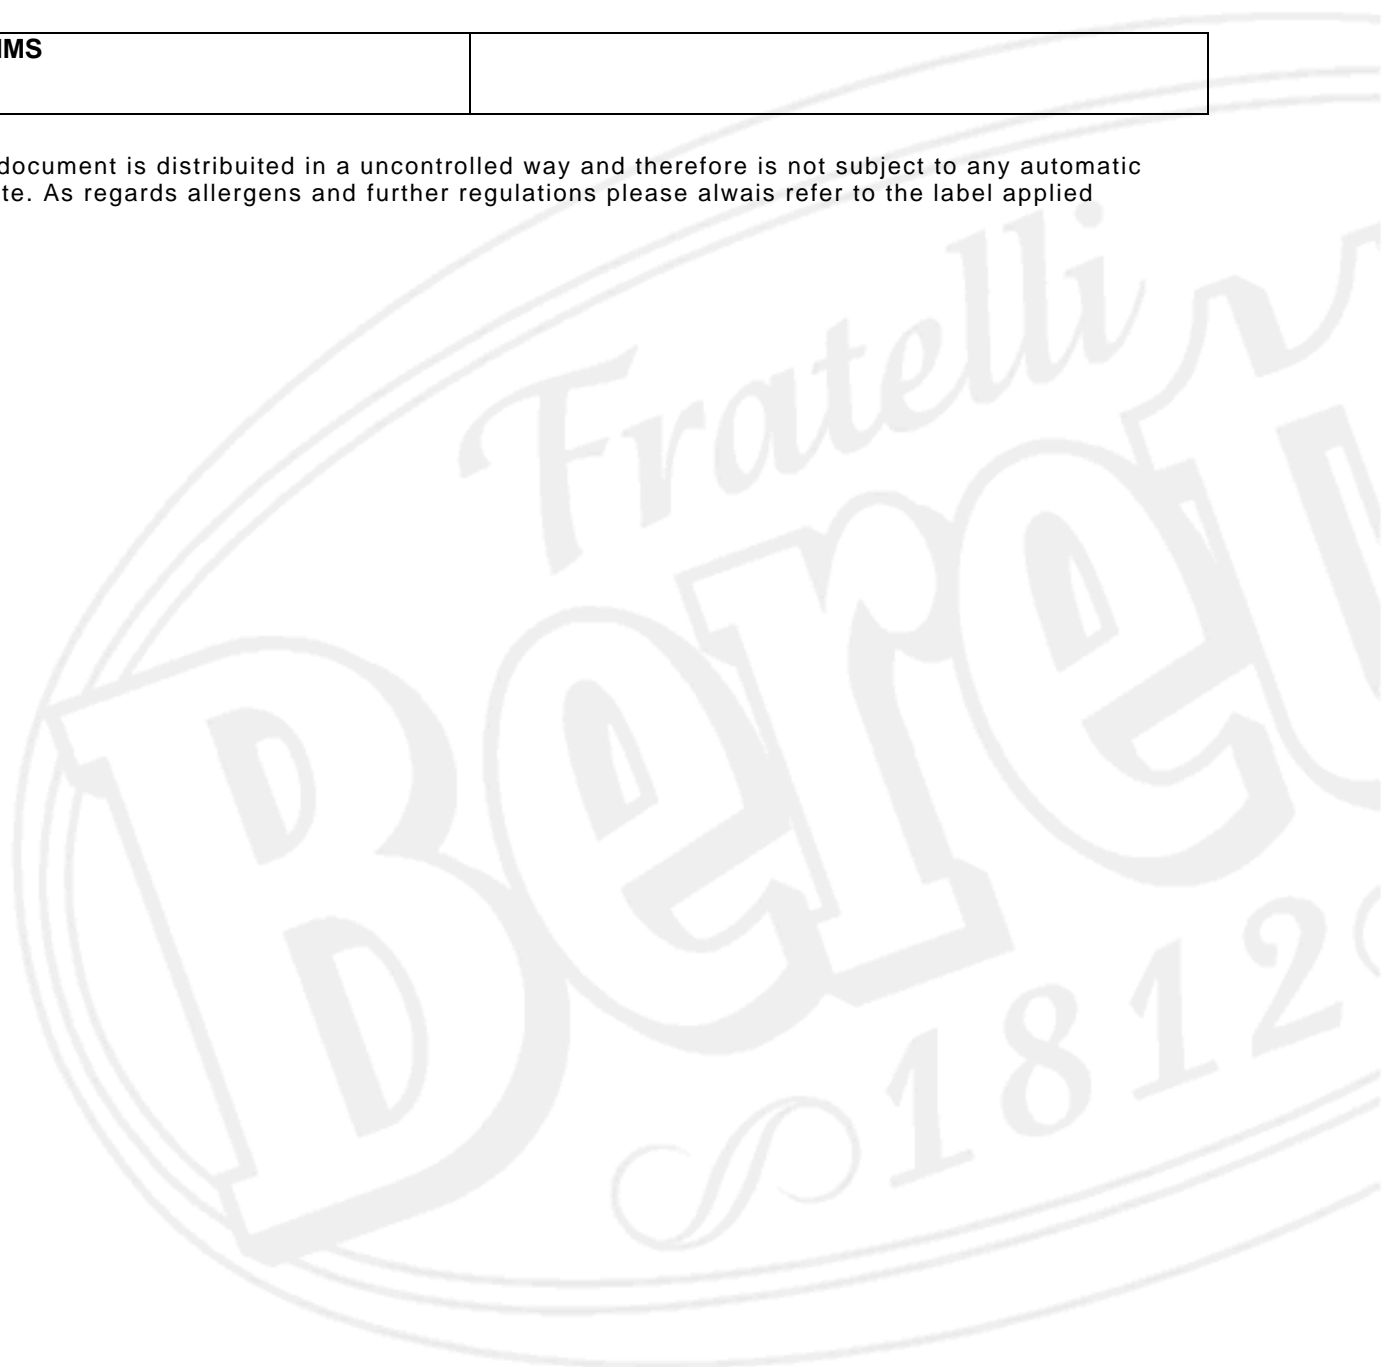 IMS
document is distribuited in a uncontrolled way and therefore is not subject to any automatic
te. As regards allergens and further regulations please alwais refer to the label applied
Fratelli
Beret
1812